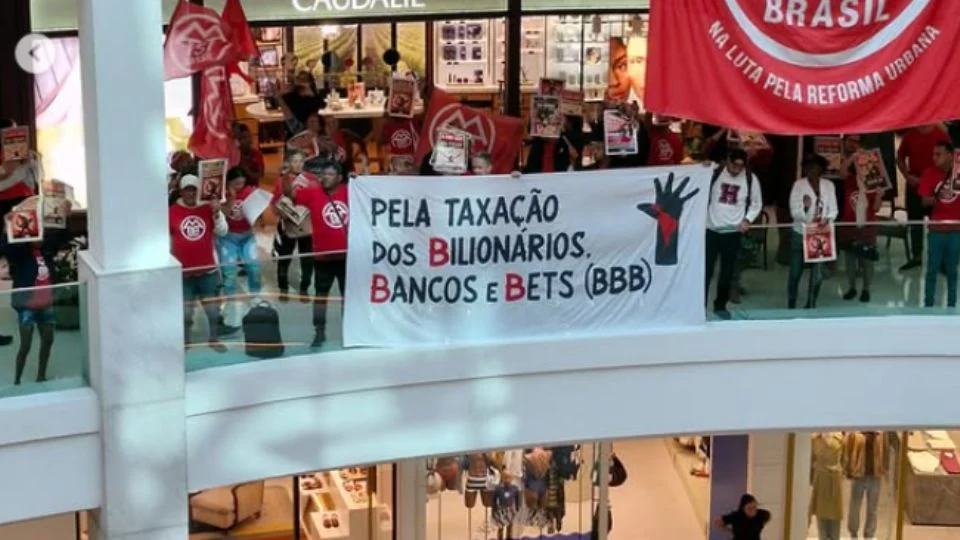 CAUDALIE
BRASIL
NA LUTA PELA REFORMA URBANA
PELA TAXAÇÃO
DOS BILIONÁRIOS,
BANCOS E BETS (BBB)